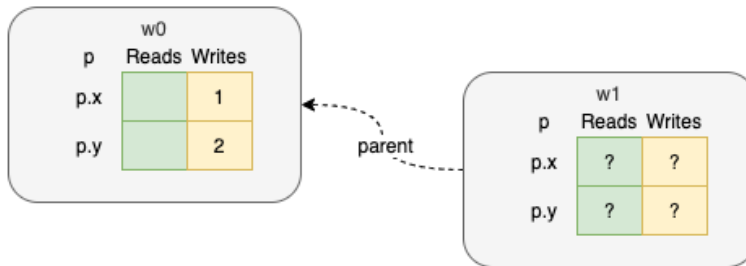 w0
p Reads Writes
p.x 1
p.y 2
parent
w1
p Reads Writes
p.x ? ?
p.y ? ?